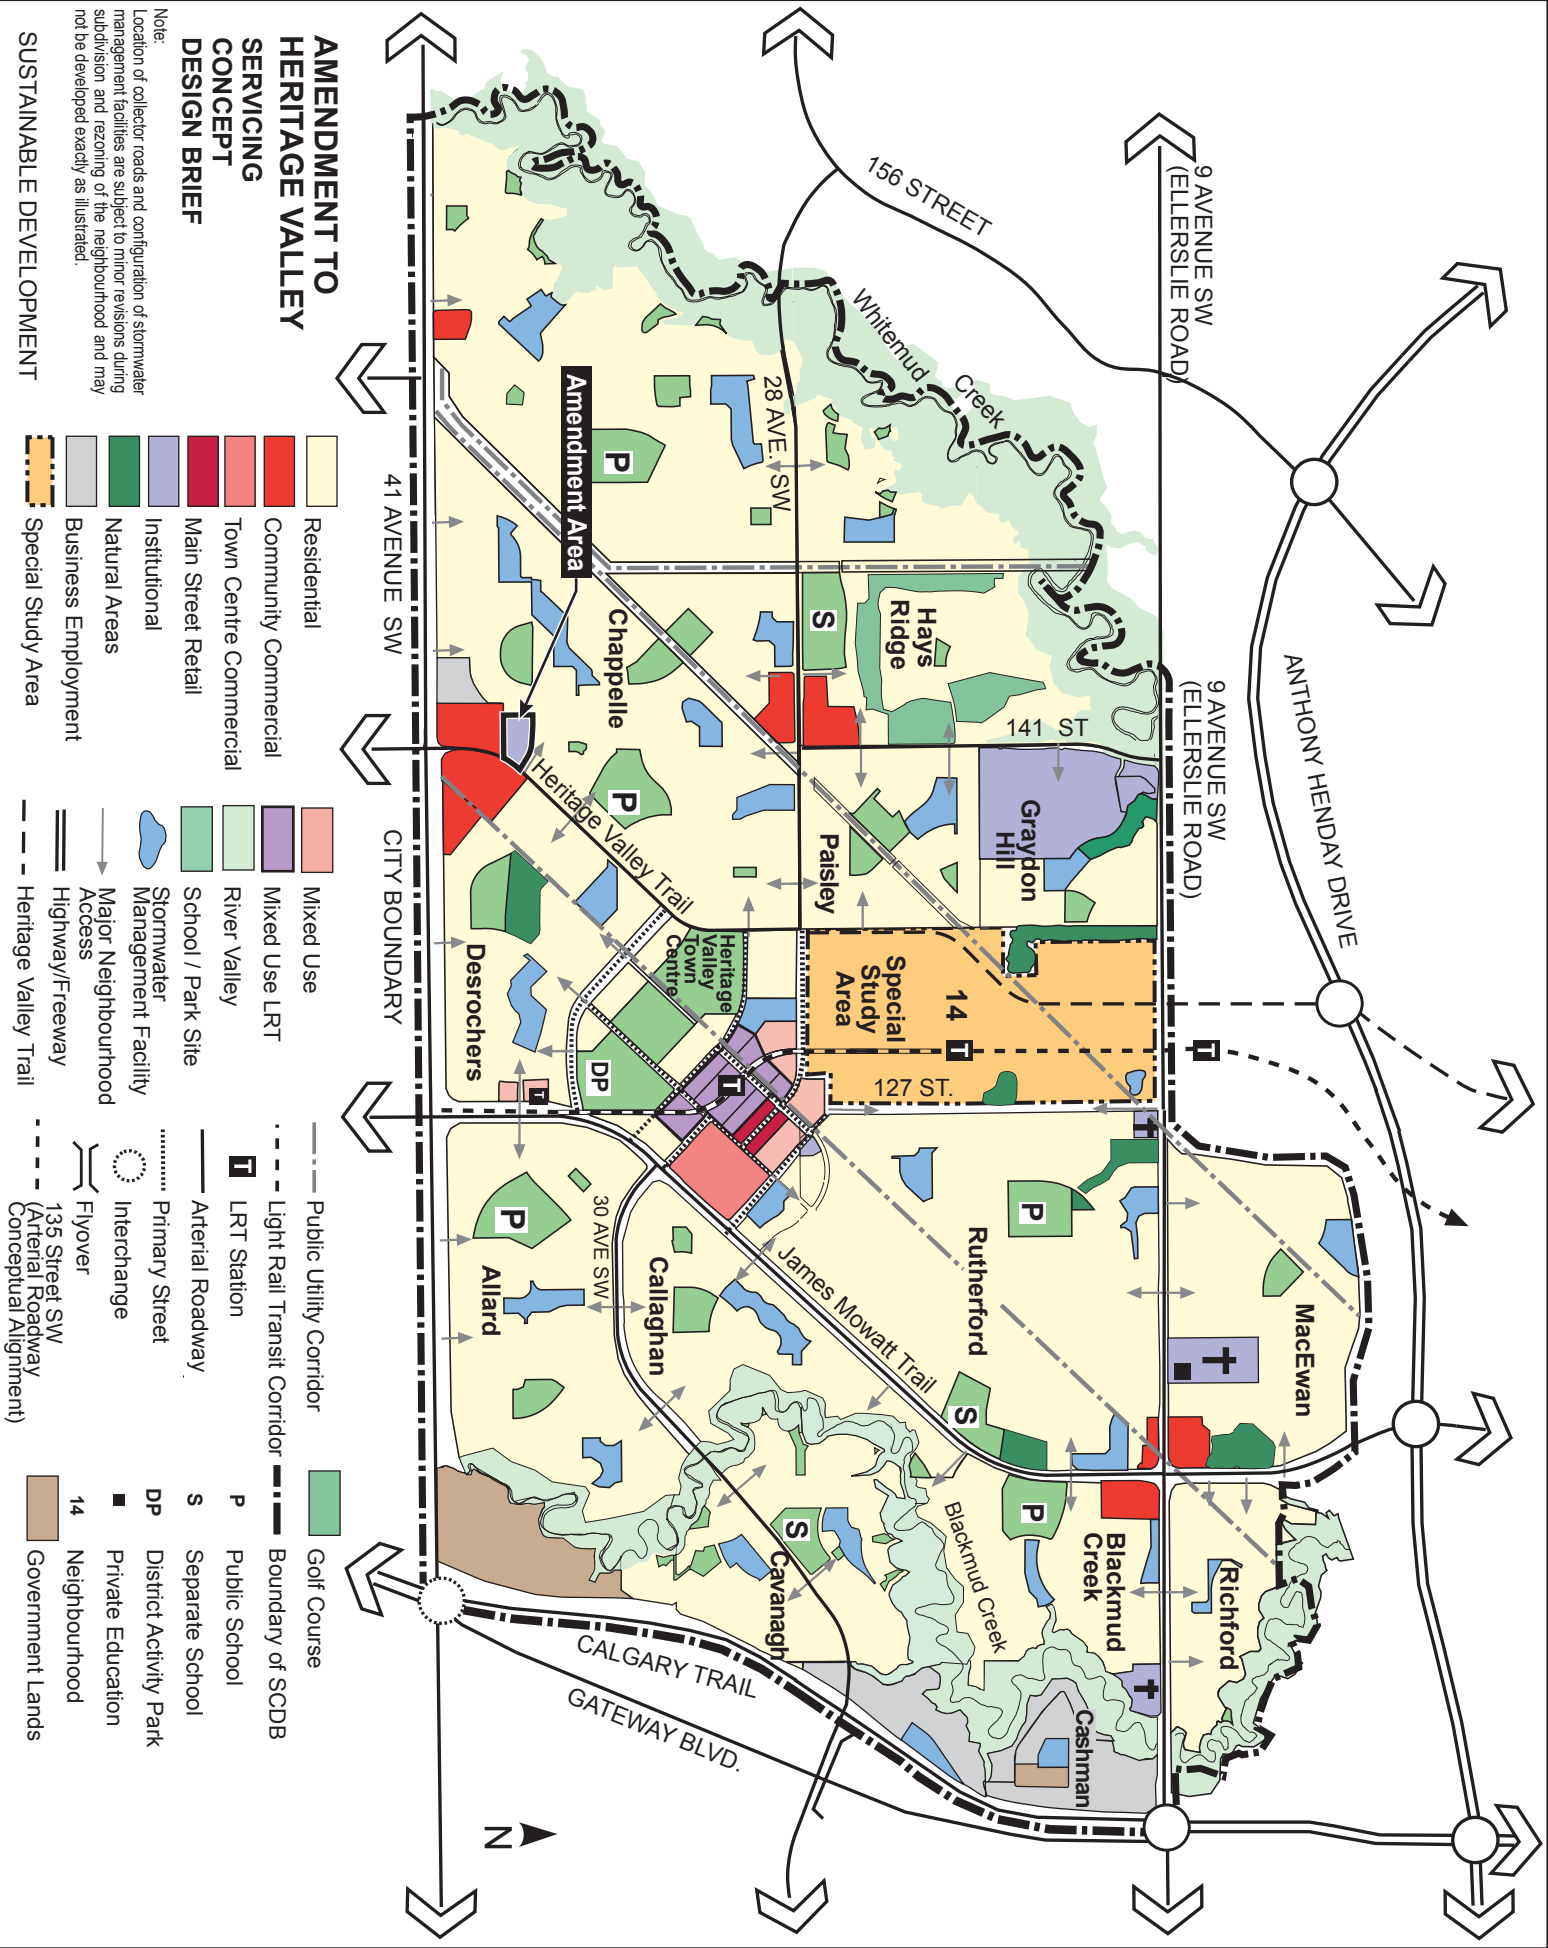 AMENDMENT TO
HERITAGE VALLEY
SERVICING
CONCEPT
DESIGN BRIEF
Note:
Location of collector roads and configuration of stormwater
management facilities are subject to minor revisions during
subdivision and rezoning of the neighbourhood and may
not be developed exactly as illustrated.
SUSTAINABLE DEVELOPMENT
9 AVENUE SW
(ELLERSLIE ROAD)
9 AVENUE SW
(ELLERSLIE ROAD)
156 STREET
ANTHONY HENDAY DRIVE
Whitemud
Creek
28 AVE. SW
Amendment Area
P
S
Hays
Ridge
141 ST
Graydon
Hill
Chappelle
P
Heritage Valley Trail
Paisley
Heritage
Valley
Town
Centre
Special
Study
Area
14
T
T
127 ST.
Desrochers
DP
T
T
MacEwan
Rutherford
P
James Mowatt Trail
S
30 AVE SW
Callaghan
P
Allard
Richford
Blackmud
Creek
P
Blackmud Creek
S
Cavanagh
Cashman
CALGARY TRAIL
GATEWAY BLVD.
N
41 AVENUE SW
CITY BOUNDARY
Residential
Community Commercial
Town Centre Commercial
Main Street Retail
Institutional
Natural Areas
Business Employment
Special Study Area
Mixed Use
Mixed Use LRT
River Valley
School / Park Site
Stormwater
Management Facility
Major Neighbourhood
Access
Highway/Freeway
Heritage Valley Trail
Public Utility Corridor
Light Rail Transit Corridor
T LRT Station
Arterial Roadway
Primary Street
Interchange
Flyover
135 Street SW
(Arterial Roadway
Conceptual Alignment)
Golf Course
Boundary of SCDB
P Public School
S Separate School
DP District Activity Park
Private Education
14 Neighbourhood
Government Lands